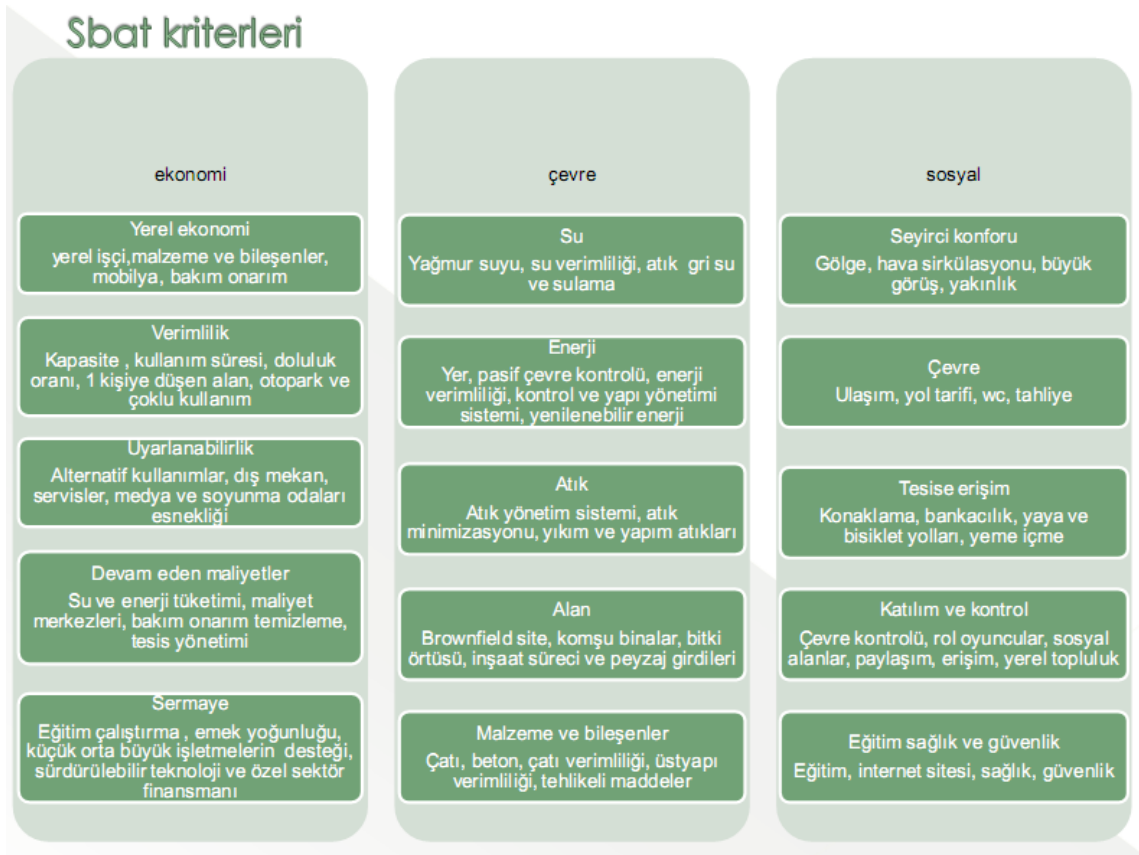 Sbat kriterleri
ekonomi
Yerel ekonomi
yerel işçi,malzeme ve bileşenler,
mobilya, bakım onarım
Verimlilik
Kapasite , kullanım süresi, doluluk
oranı, 1 kişiye düşen alan, otopark ve
çoklu kullanım
Uyarlanabilirlik
Alternatif kullanımlar, dış mekan,
servisler, medya ve soyunma odaları
esnekliği
Devam eden maliyetler
Su ve enerji tüketimi, maliyet
merkezleri, bakım onarım temizleme,
tesis yönetimi
Sermaye
Eğitim çalıştırma , emek yoğunluğu,
küçük orta büyük işletmelerin desteği,
sürdürülebilir teknoloji ve özel sektör
finansmanı
çevre
Su
Yağmur suyu, su verimliliği, atık gri su
ve sulama
Enerji
Yer, pasif çevre kontrolü, enerji
verimliliği, kontrol ve yapı yönetimi
sistemi, yenilenebilir enerji
Atık
Atık yönetim sistemi, atık
minimizasyonu, yıkım ve yapım atıkları
Alan
Brownfield site, komşu binalar, bitki
örtüsü, inşaat süreci ve peyzaj girdileri
Malzeme ve bileşenler
Çatı, beton, çatı verimliliği, üstyapı
verimliliği, tehlikeli maddeler
sosyal
Seyirci konforu
Gölge, hava sirkülasyonu, büyük
görüş, yakınlık
Çevre
Ulaşım, yol tarifi, wc, tahliye
Tesise erişim
Konaklama, bankacılık, yaya ve
bisiklet yolları, yeme içme
Katılım ve kontrol
Çevre kontrolü, rol oyuncular, sosyal
alanlar, paylaşım, erişim, yerel topluluk
Eğitim sağlık ve güvenlik
Eğitim, internet sitesi, sağlık, güvenlik